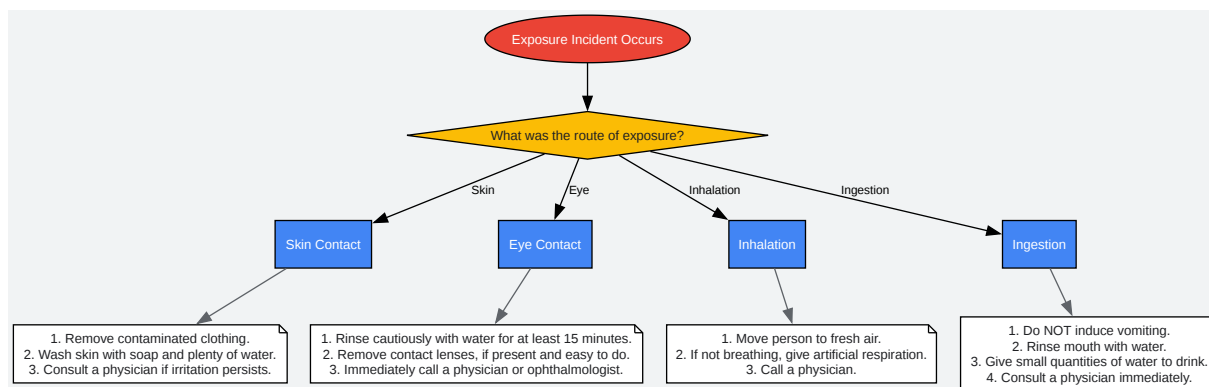 Exposure Incident Occurs
What was the route of exposure?
Skin
Eye
Inhalation
Ingestion
Skin Contact
Eye Contact
Inhalation
Ingestion
1. Remove contaminated clothing.
2. Wash skin with soap and plenty of water.
3. Consult a physician if irritation persists.
1. Rinse cautiously with water for at least 15 minutes.
2. Remove contact lenses, if present and easy to do.
3. Immediately call a physician or ophthalmologist.
1. Move person to fresh air.
2. If not breathing, give artificial respiration.
3. Call a physician.
1. Do NOT induce vomiting.
2. Rinse mouth with water.
3. Give small quantities of water to drink.
4. Consult a physician immediately.